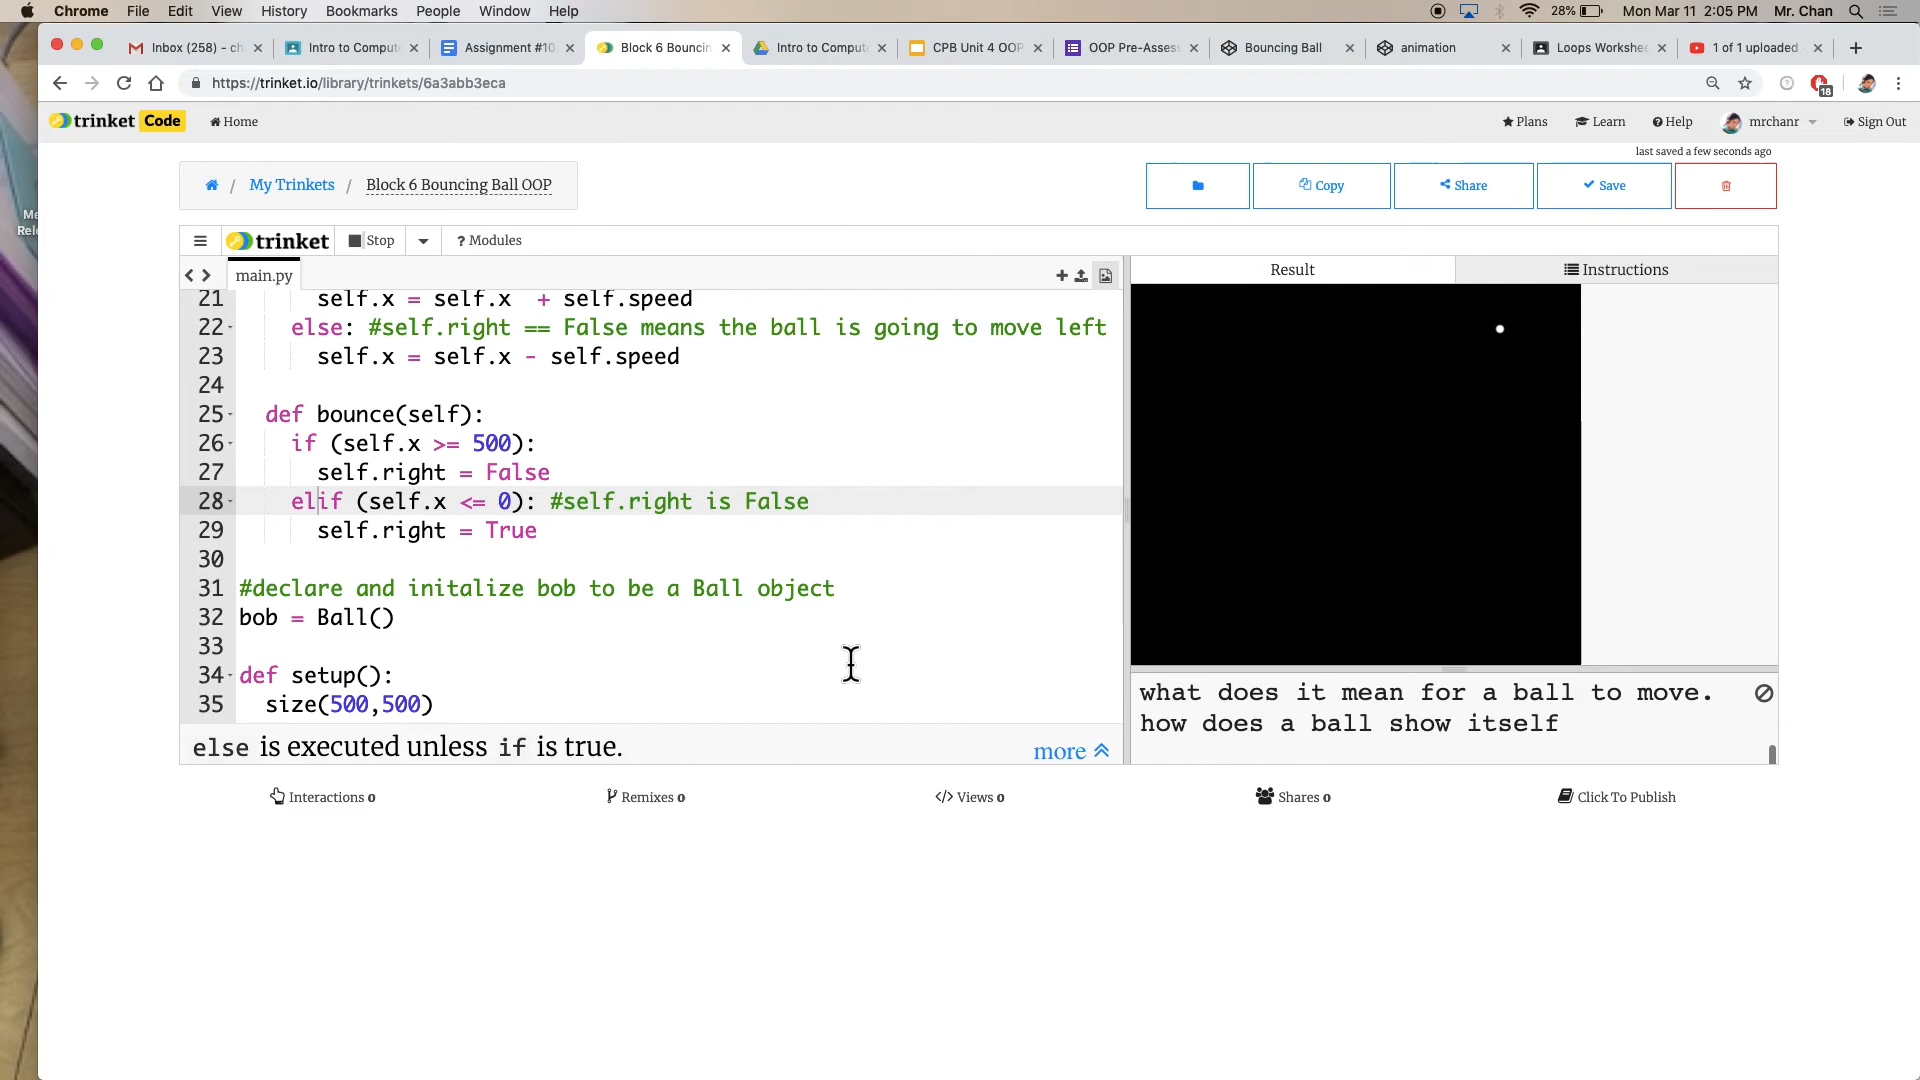 Chrome File Edit View History Bookmarks People Window Help 28% Mon Mar 11 2:05 PM Mr. Chan
Inbox (258) - ch Intro to Comput Assignment #10 Block 6 Bouncin Intro to Comput CPB Unit 4 OOP OOP Pre-Assess Bouncing Ball animation Loops Workshe 1 of 1 uploaded
https://trinket.io/library/trinkets/6a3abb3eca 18
trinket Code Home Plans Learn Help mrchanr Sign Out
last saved a few seconds ago
/ My Trinkets / Block 6 Bouncing Ball OOP Copy Share Save
Me
Rel
trinket Stop ? Modules
main.py
Result Instructions
21 self.x = self.x + self.speed
22 else: #self.right == False means the ball is going to move left
23 self.x = self.x - self.speed
24
25 def bounce(self):
26 if (self.x >= 500):
27 self.right = False
28 elif (self.x <= 0): #self.right is False
29 self.right = True
30
31 #declare and initalize bob to be a Ball object
32 bob = Ball()
33
34 def setup():
35 size(500,500)
else is executed unless if is true. more
what does it mean for a ball to move.
how does a ball show itself
Interactions 0 Remixes 0 Views 0 Shares 0 Click To Publish